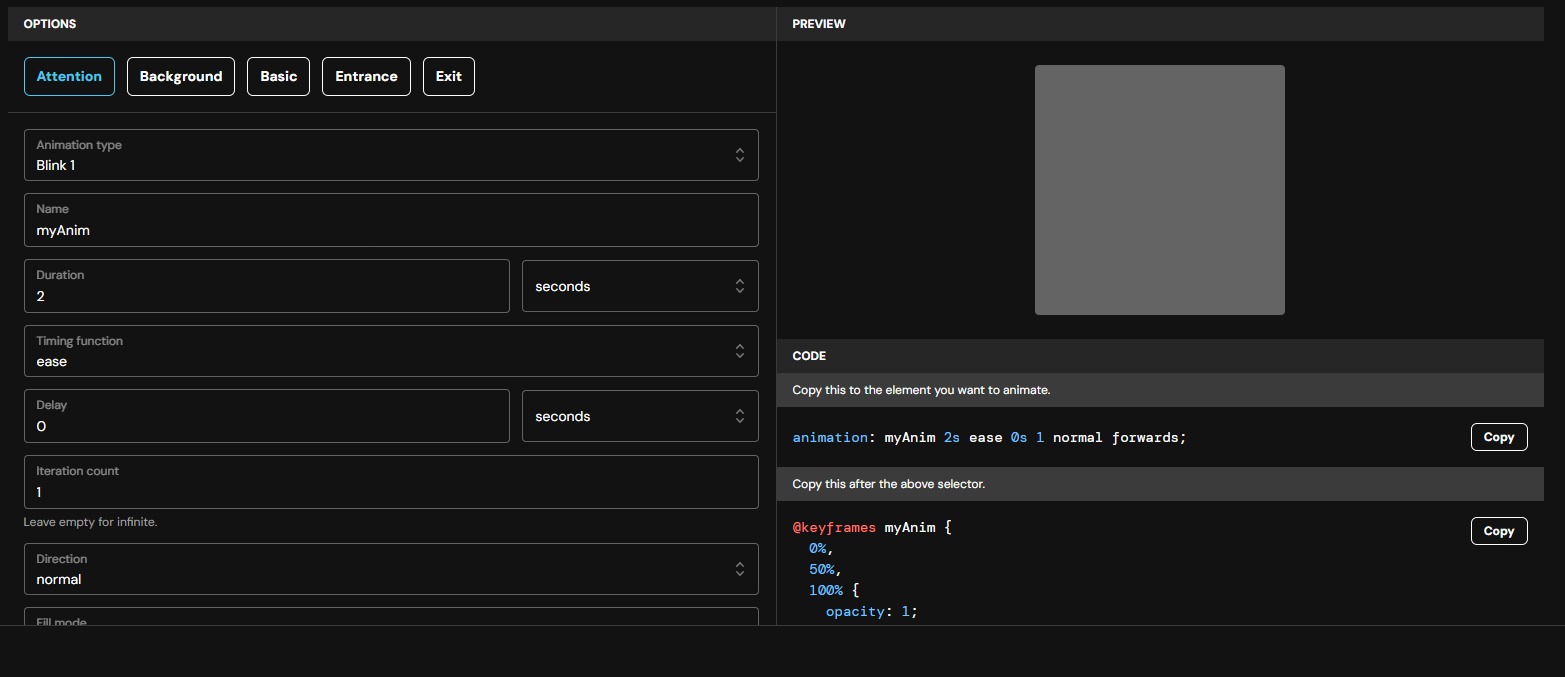 OPTIONS
Attention
Background
Basic
Entrance
Exit
Animation type
Blink 1
Name
myAnim
Duration
2
seconds
Timing function
ease
Delay
0
seconds
Iteration count
1
Leave empty for infinite.
Direction
normal
Fill mode
PREVIEW
CODE
Copy this to the element you want to animate.
animation: myAnim 2s ease 0s 1 normal forwards;
Copy
Copy this after the above selector.
@keyframes myAnim {
Copy
0%,
50%,
100% {
opacity: 1;